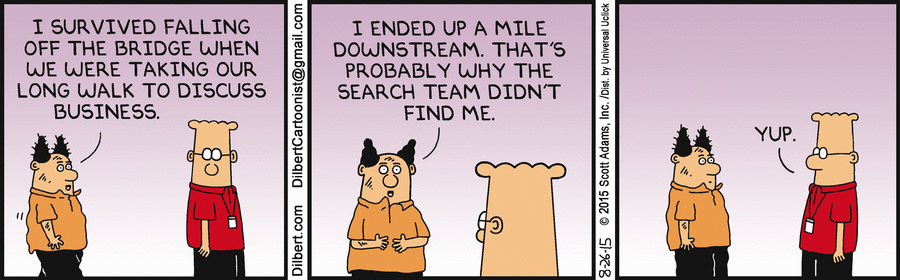 I SURVIVED FALLING
OFF THE BRIDGE WHEN
WE WERE TAKING OUR
LONG WALK TO DISCUSS
BUSINESS.
Dilbert.com DilbertCartoonist@gmail.com
I ENDED UP A MILE
DOWNSTREAM. THAT'S
PROBABLY WHY THE
SEARCH TEAM DIDN'T
FIND ME.
8-26-15 © 2015 Scott Adams, Inc. /Dist. by Universal Uclick
YUP.